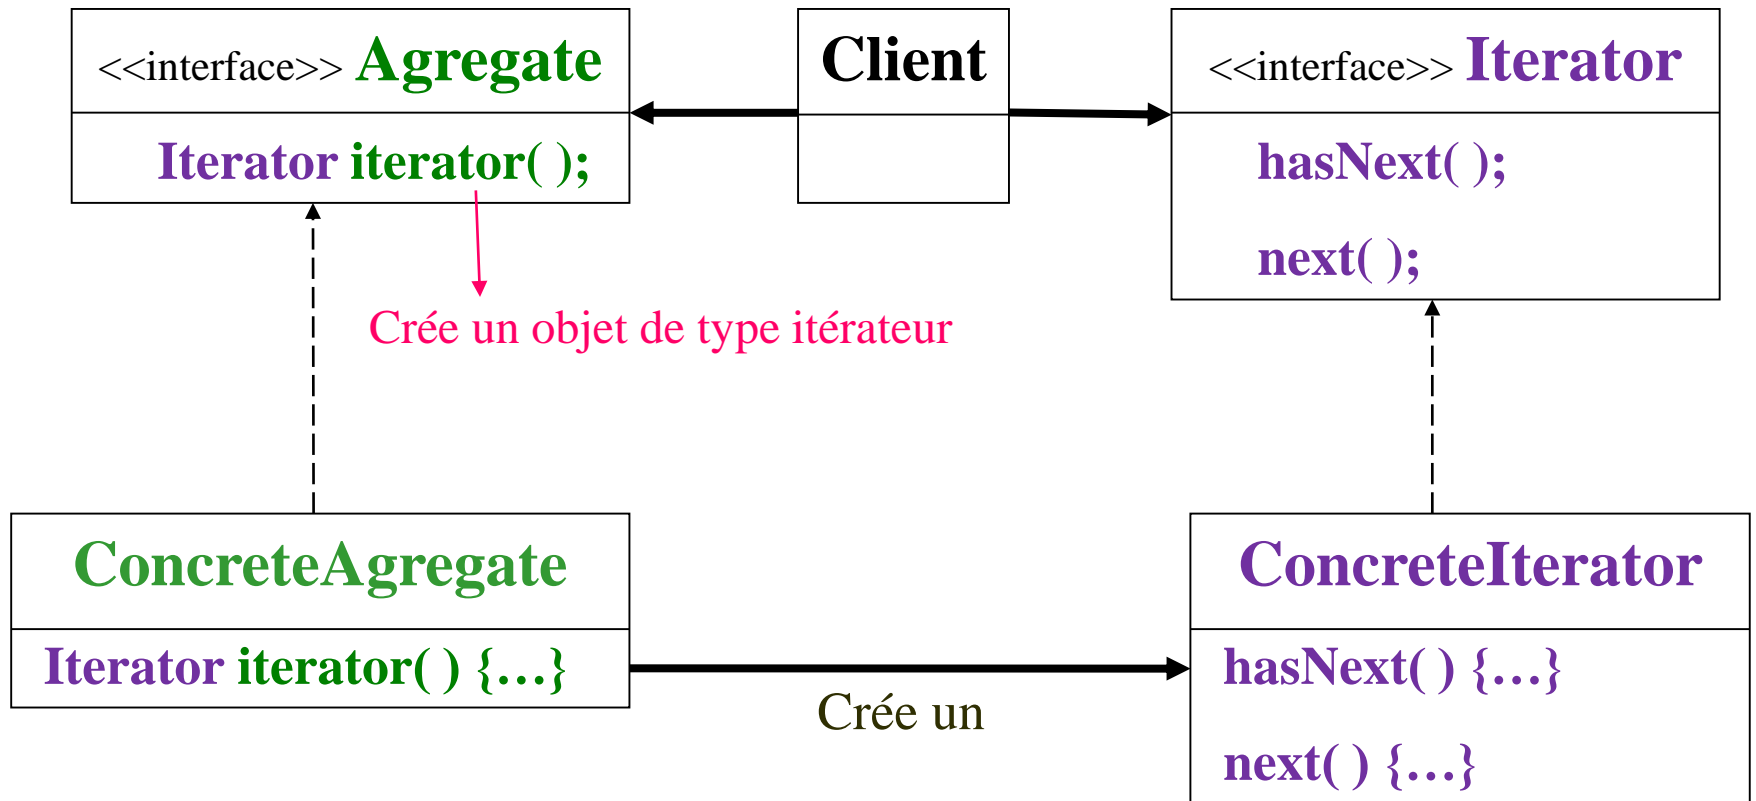 <<interface>> Agregate
Iterator iterator( );
Client
<<interface>> Iterator
hasNext( );
next( );
Crée un objet de type itérateur
ConcreteAgregate
Iterator iterator( ) {…}
Crée un
ConcreteIterator
hasNext( ) {…}
next( ) {…}